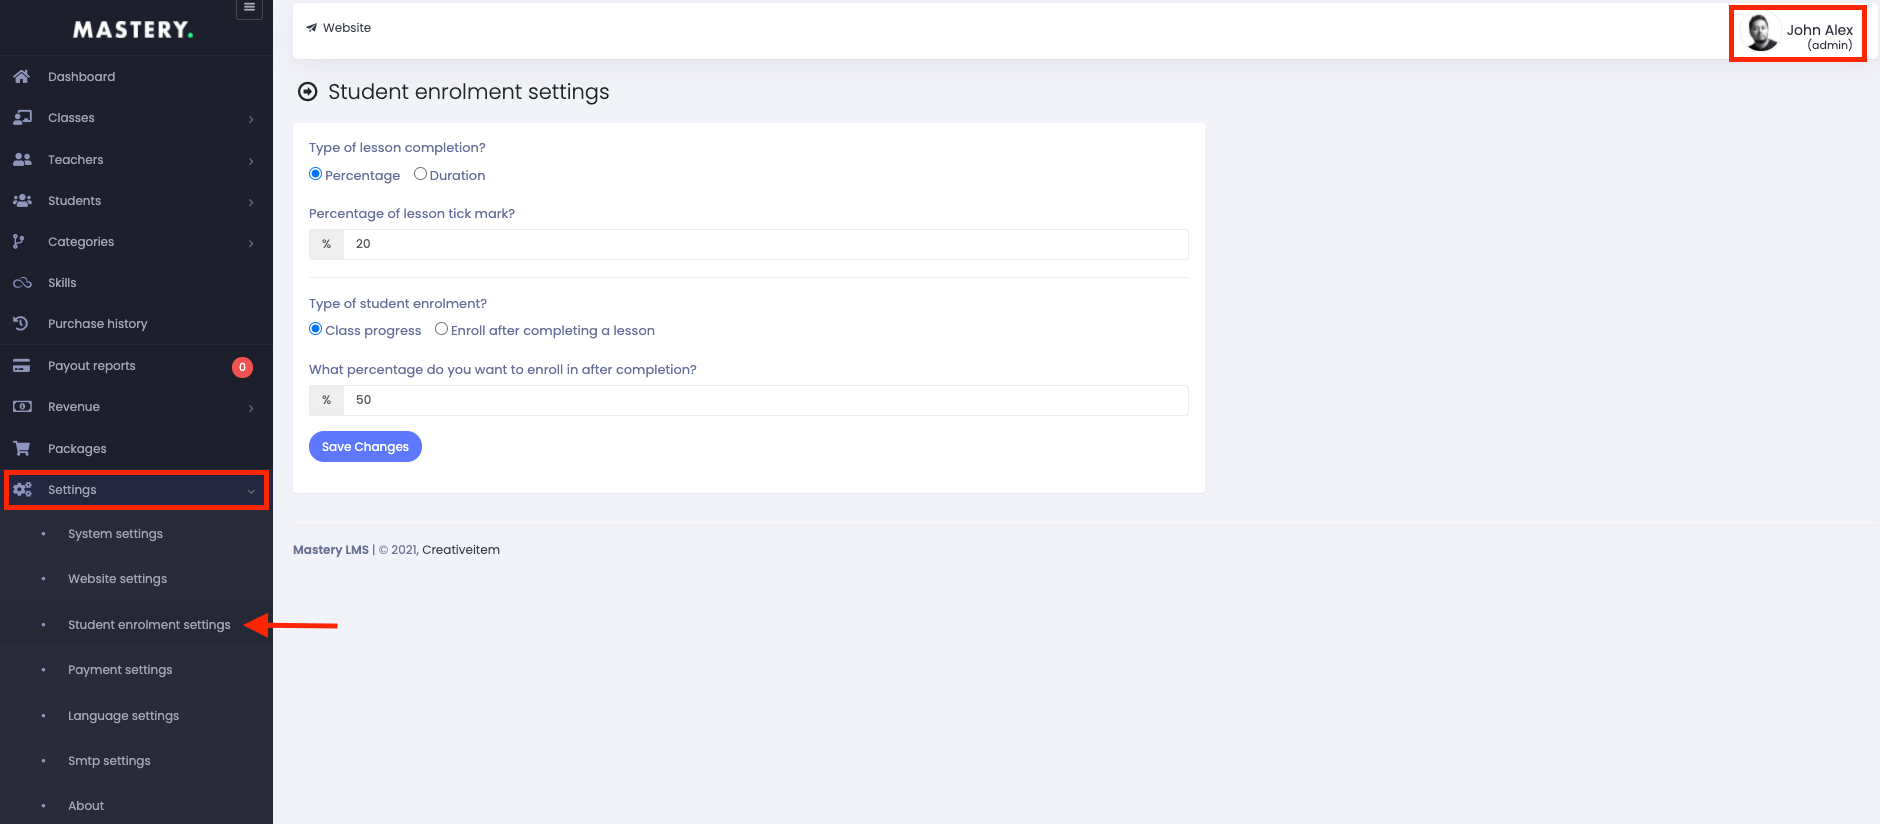 MASTERY.
Dashboard
Classes
Teachers
Students
Categories
Skills
Purchase history
Payout reports 0
Revenue
Packages
Settings
System settings
Website settings
Student enrolment settings
Payment settings
Language settings
Smtp settings
About
Website
John Alex
(admin)
Student enrolment settings
Type of lesson completion?
Percentage Duration
Percentage of lesson tick mark?
% 20
Type of student enrolment?
Class progress Enroll after completing a lesson
What percentage do you want to enroll in after completion?
% 50
Save Changes
Mastery LMS | © 2021, Creativeitem